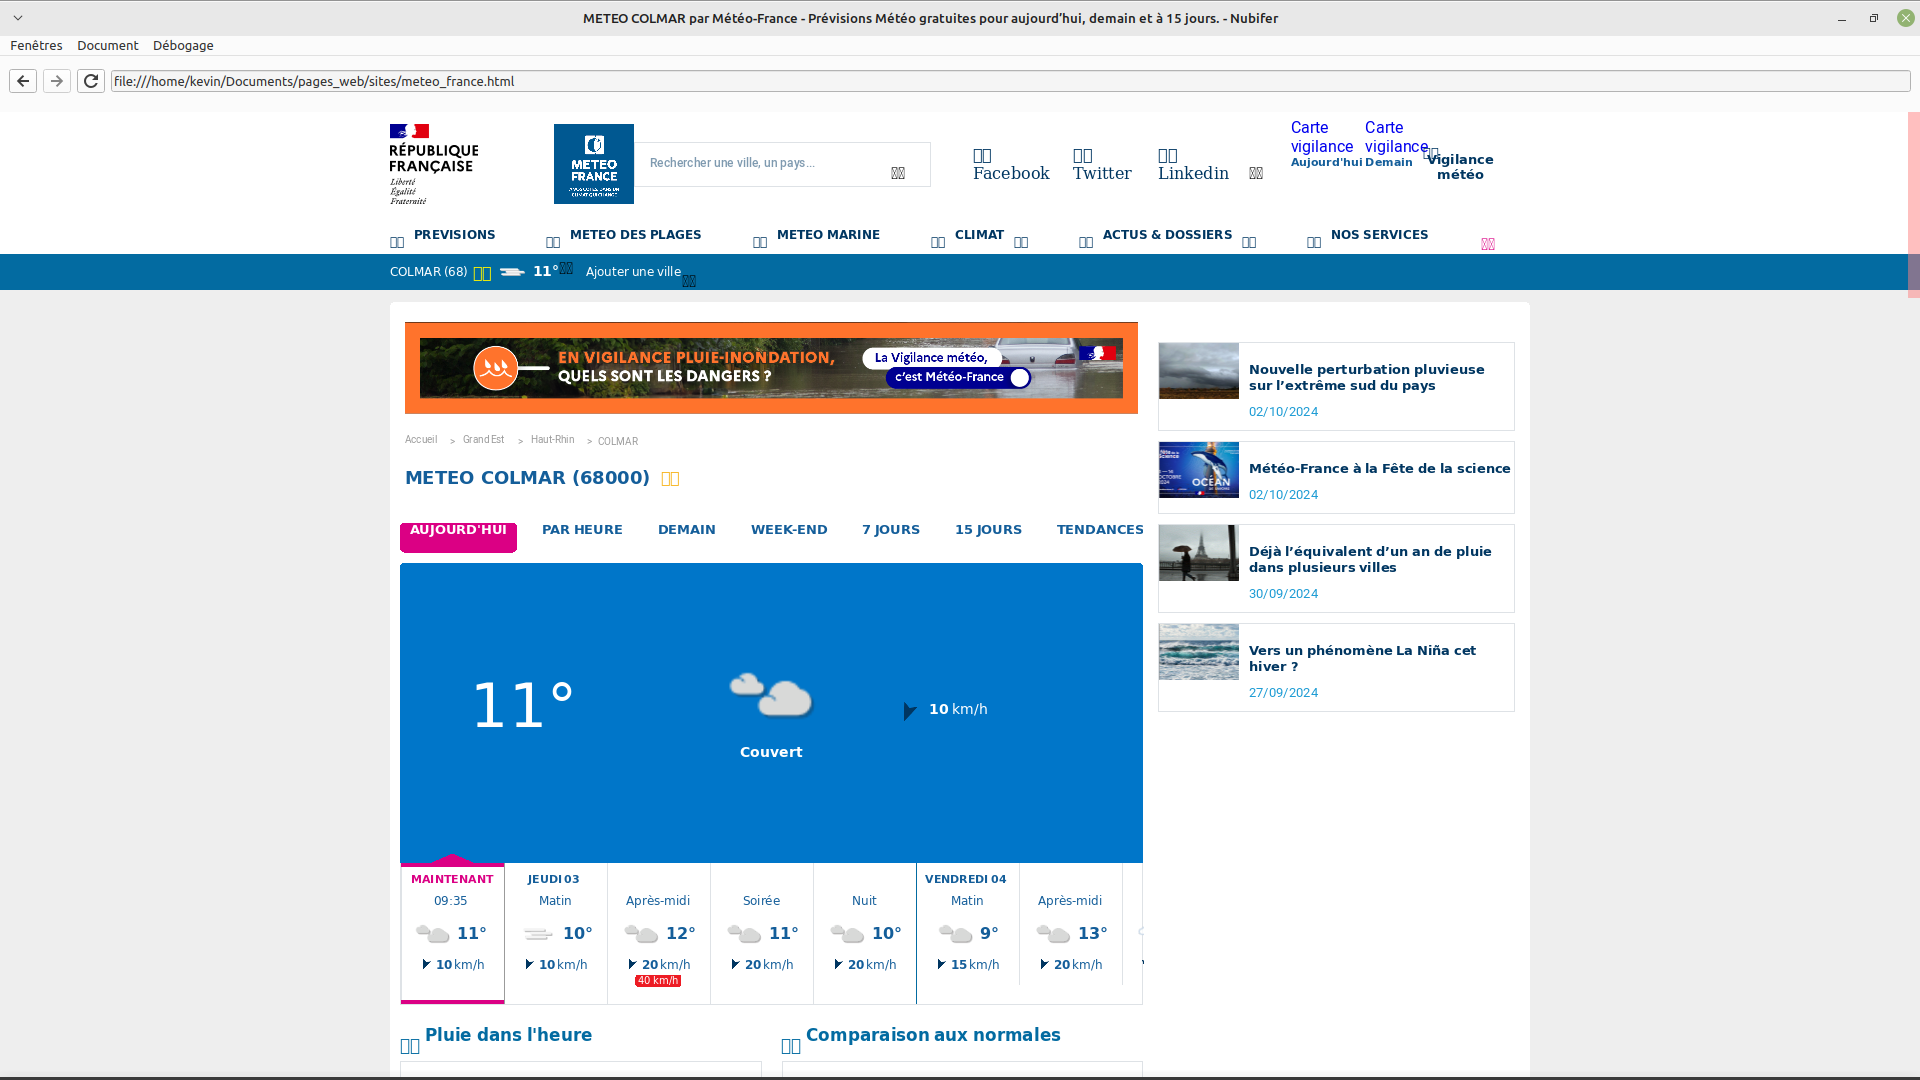 METEO COLMAR par Météo-France - Prévisions Météo gratuites pour aujourd’hui, demain et à 15 jours. - Nubifer
Fenêtres Document Débogage
file:///home/kevin/Documents/pages_web/sites/meteo_france.html
RÉPUBLIQUE
FRANÇAISE
Liberté
Égalité
Fraternité
METEO
FRANCE
Rechercher une ville, un pays...
Facebook
Twitter
Linkedin
Carte
vigilance
Aujourd'hui
Carte
vigilance
Demain
Vigilance
météo
PREVISIONS
METEO DES PLAGES
METEO MARINE
CLIMAT
ACTUS & DOSSIERS
NOS SERVICES
COLMAR (68)
11°
Ajouter une ville
EN VIGILANCE PLUIE-INONDATION,
QUELS SONT LES DANGERS ?
La Vigilance météo,
c'est Météo-France
Accueil > Grand Est > Haut-Rhin > COLMAR
METEO COLMAR (68000)
AUJOURD'HUI
PAR HEURE
DEMAIN
WEEK-END
7 JOURS
15 JOURS
TENDANCES
11°
Couvert
10 km/h
MAINTENANT
09:35
11°
10 km/h
JEUDI 03
Matin
10°
10 km/h
Après-midi
12°
20 km/h
40 km/h
Soirée
11°
20 km/h
Nuit
10°
20 km/h
VENDREDI 04
Matin
9°
15 km/h
Après-midi
13°
20 km/h
Pluie dans l'heure
Comparaison aux normales
Nouvelle perturbation pluvieuse
sur l’extrême sud du pays
02/10/2024
OCEAN
Météo-France à la Fête de la science
02/10/2024
Déjà l’équivalent d’un an de pluie
dans plusieurs villes
30/09/2024
Vers un phénomène La Niña cet
hiver ?
27/09/2024